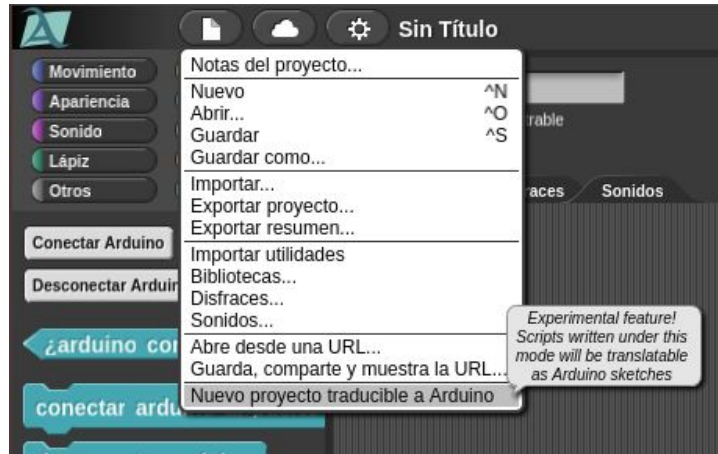 Sin Título
Movimiento
Apariencia
Sonido
Lápiz
Otros
Conectar Arduino
Desconectar Arduin
¿arduino con
conectar ardu
Notas del proyecto...
Nuevo ^N
Abrir... ^O
Guardar ^S
Guardar como...
Importar...
Exportar proyecto...
Exportar resumen...
Importar utilidades
Bibliotecas...
Disfraces...
Sonidos...
Abre desde una URL...
Guarda, comparte y muestra la URL...
Nuevo proyecto traducible a Arduino
trable
races Sonidos
Experimental feature!
Scripts written under this
mode will be translatable
as Arduino sketches